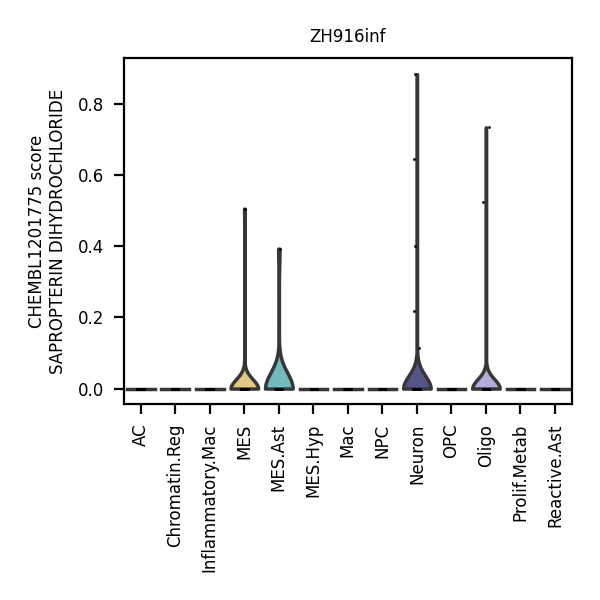 ZH916inf
CHEMBL1201775 score
SAPROPTERIN DIHYDROCHLORIDE
0.8
0.6
0.4
0.2
0.0
AC
Chromatin.Reg
Inflammatory.Mac
MES
MES.Ast
MES.Hyp
Mac
NPC
Neuron
OPC
Oligo
Prolif.Metab
Reactive.Ast